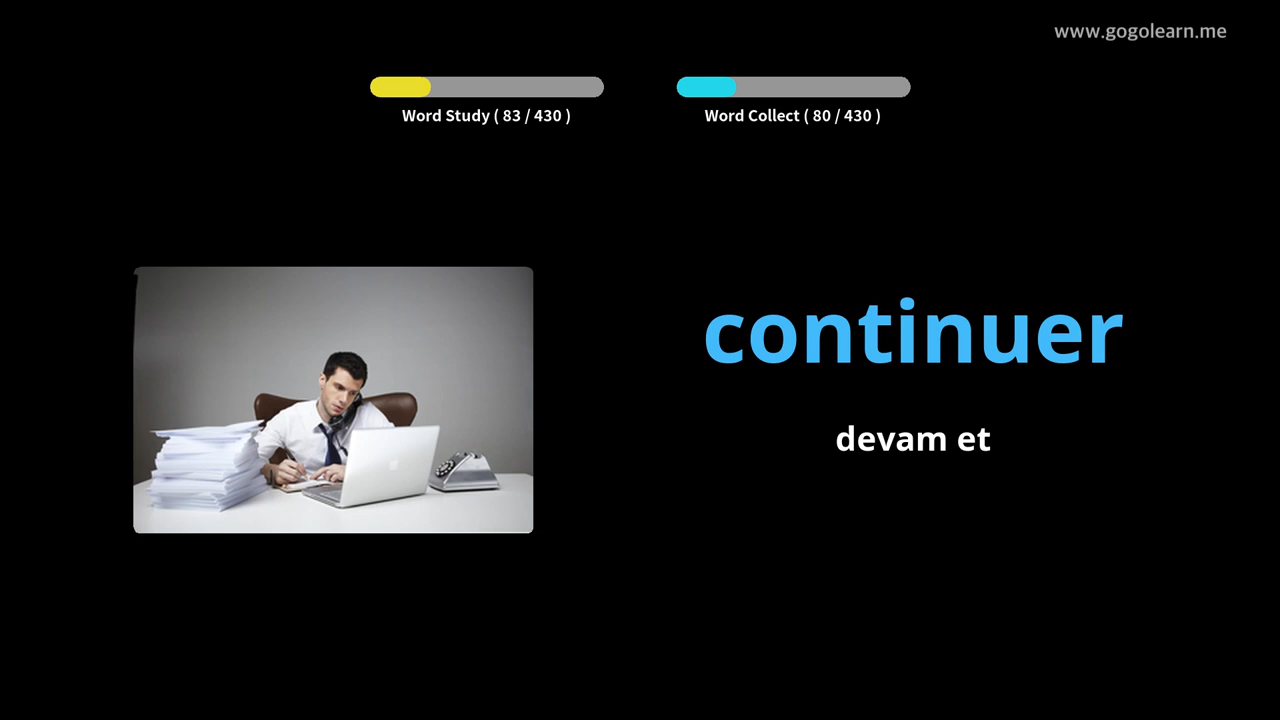 www.gogolearn.me
Word Study ( 83 / 430 )
Word Collect ( 80 / 430 )
continuer
devam et